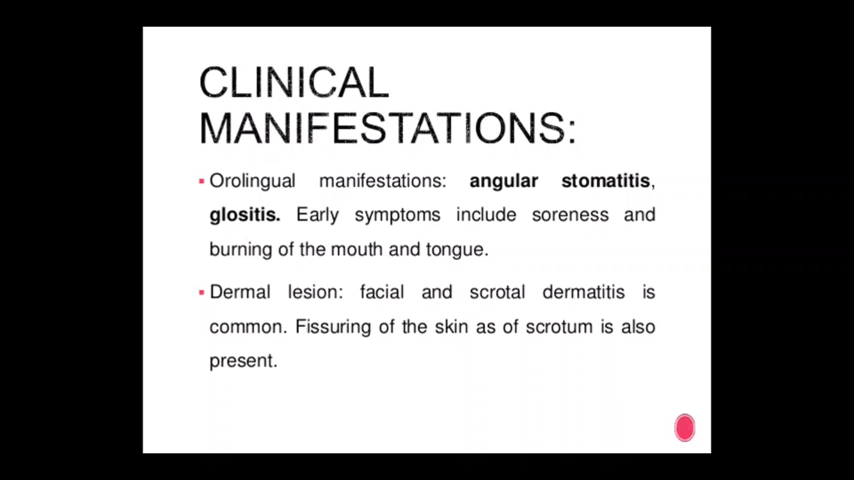 CLINICAL
MANIFESTATIONS:
▪ Orolingual manifestations: angular stomatitis,
glositis. Early symptoms include soreness and
burning of the mouth and tongue.
▪ Dermal lesion: facial and scrotal dermatitis is
common. Fissuring of the skin as of scrotum is also
present.